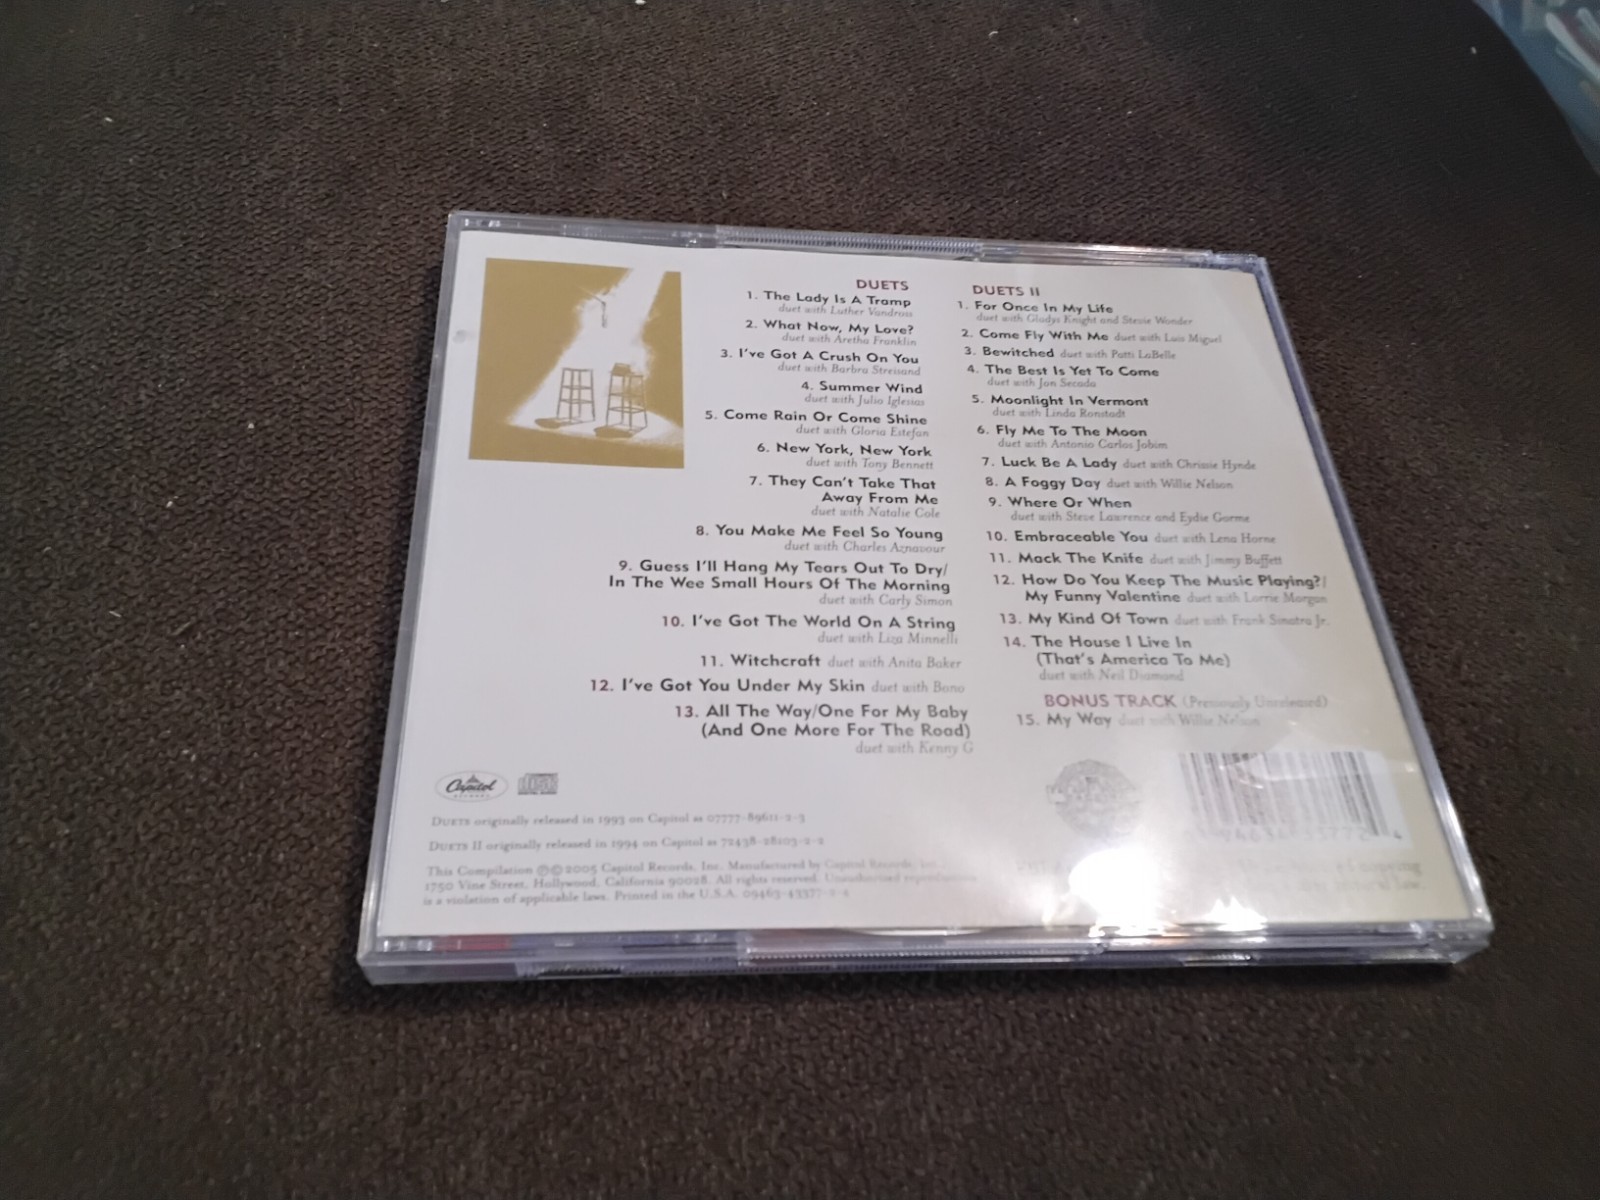 DUETS
1. The Lady Is A Tramp
duet with Luther Vandross
2. What Now, My Love?
duet with Aretha Franklin
3. I've Got A Crush On You
duet with Barbra Streisand
4. Summer Wind
duet with Julio Iglesias
5. Come Rain Or Come Shine
duet with Gloria Estefan
6. New York, New York
duet with Tony Bennett
7. They Can't Take That
Away From Me
duet with Natalie Cole
8. You Make Me Feel So Young
duet with Charles Aznavour
9. Guess I'll Hang My Tears Out To Dry/
In The Wee Small Hours Of The Morning
duet with Carly Simon
10. I've Got The World On A String
duet with Liza Minnelli
11. Witchcraft duet with Anita Baker
12. I've Got You Under My Skin duet with Bono
13. All The Way/One For My Baby
(And One More For The Road)
duet with Kenny G
DUETS II
1. For Once In My Life
duet with Gladys Knight and Stevie Wonder
2. Come Fly With Me duet with Luis Miguel
3. Bewitched duet with Patti LaBelle
4. The Best Is Yet To Come
duet with Jon Secada
5. Moonlight In Vermont
duet with Linda Ronstadt
6. Fly Me To The Moon
duet with Antonio Carlos Jobim
7. Luck Be A Lady duet with Chrissie Hynde
8. A Foggy Day duet with Willie Nelson
9. Where Or When
duet with Steve Lawrence and Eydie Gorme
10. Embraceable You duet with Lena Horne
11. Mack The Knife duet with Jimmy Buffett
12. How Do You Keep The Music Playing?/
My Funny Valentine duet with Lorrie Morgan
13. My Kind Of Town duet with Frank Sinatra Jr.
14. The House I Live In
(That's America To Me)
duet with Neil Diamond
BONUS TRACK (Previously Unreleased)
15. My Way duet with Willie Nelson
Capitol
RECORDS
DUETS originally released in 1993 on Capitol as 07777-89611-2-3
DUETS II originally released in 1994 on Capitol as 72438-28103-2-2
This Compilation ℗©2005 Capitol Records, Inc. Manufactured by Capitol Records, Inc.
1750 Vine Street, Hollywood, California 90028. All rights reserved. Unauthorized reproduction
is a violation of applicable laws. Printed in the U.S.A. 09463-43377-2-4